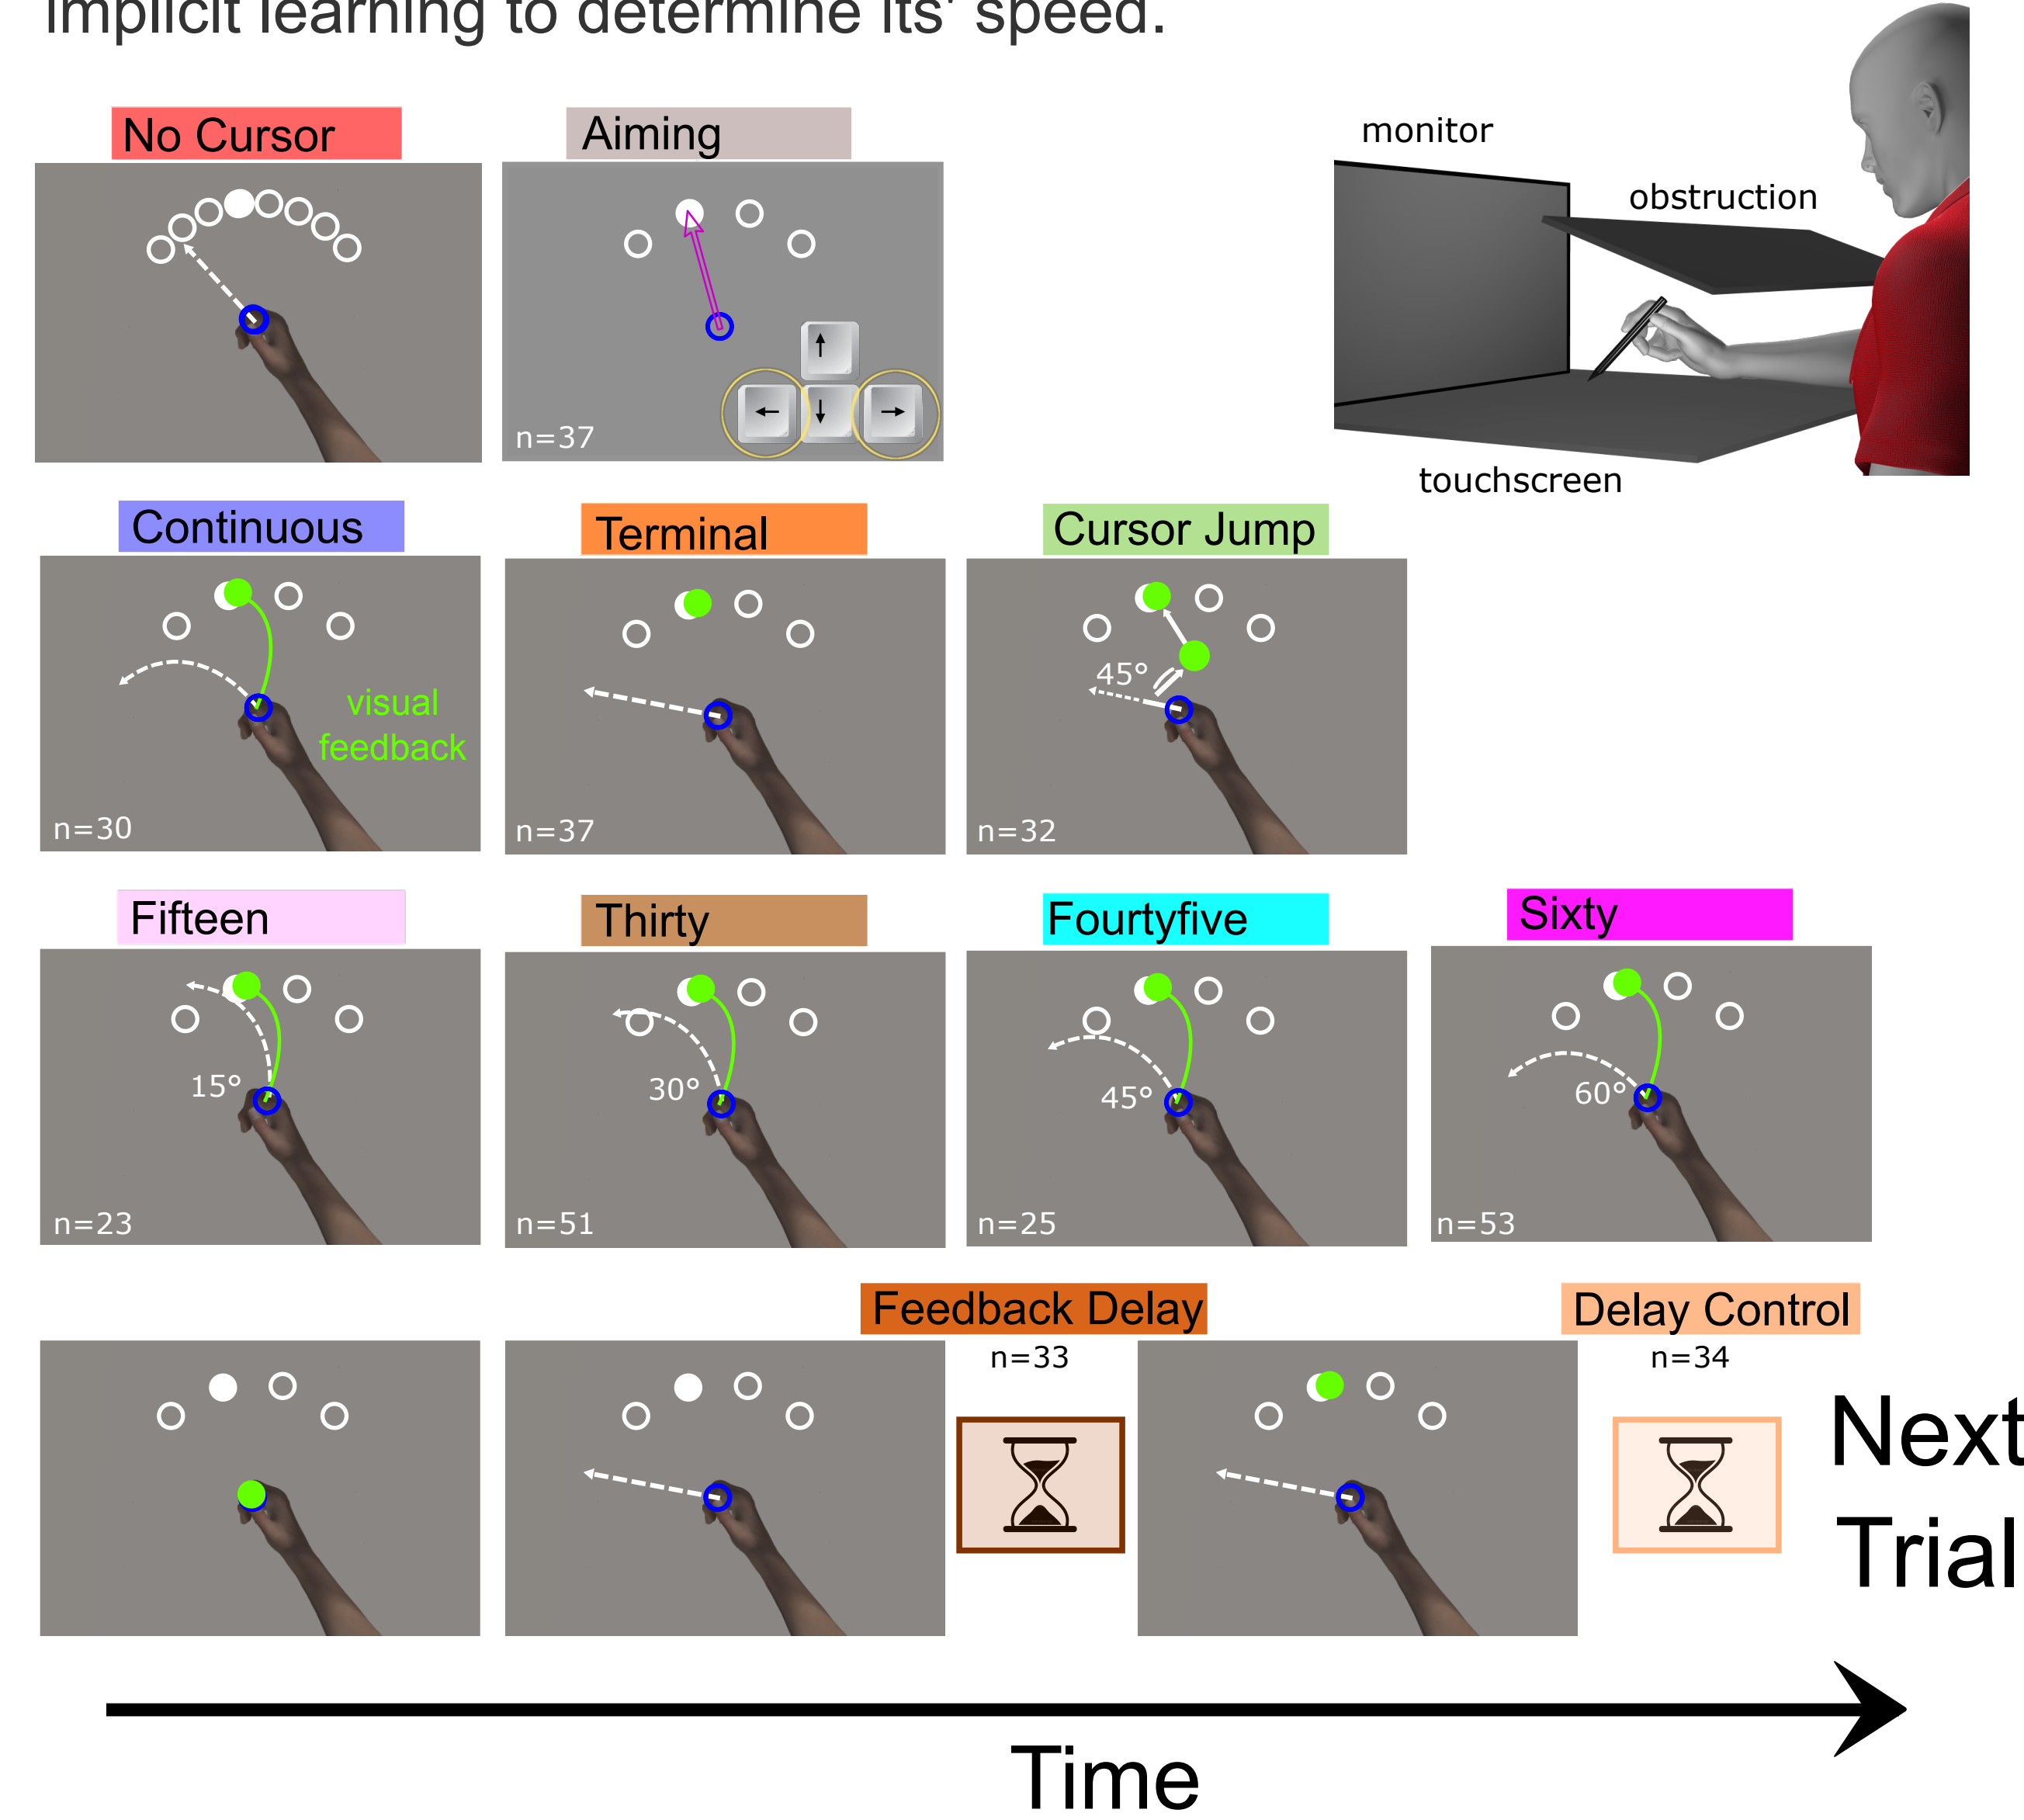 implicit learning to determine its' speed.
No Cursor
Aiming
n=37
monitor
obstruction
touchscreen
Continuous
visual
feedback
n=30
Terminal
n=37
Cursor Jump
45°
n=32
Fifteen
15°
n=23
Thirty
30°
n=51
Fourtyfive
45°
n=25
Sixty
60°
n=53
Feedback Delay
n=33
Delay Control
n=34
Next
Trial
Time